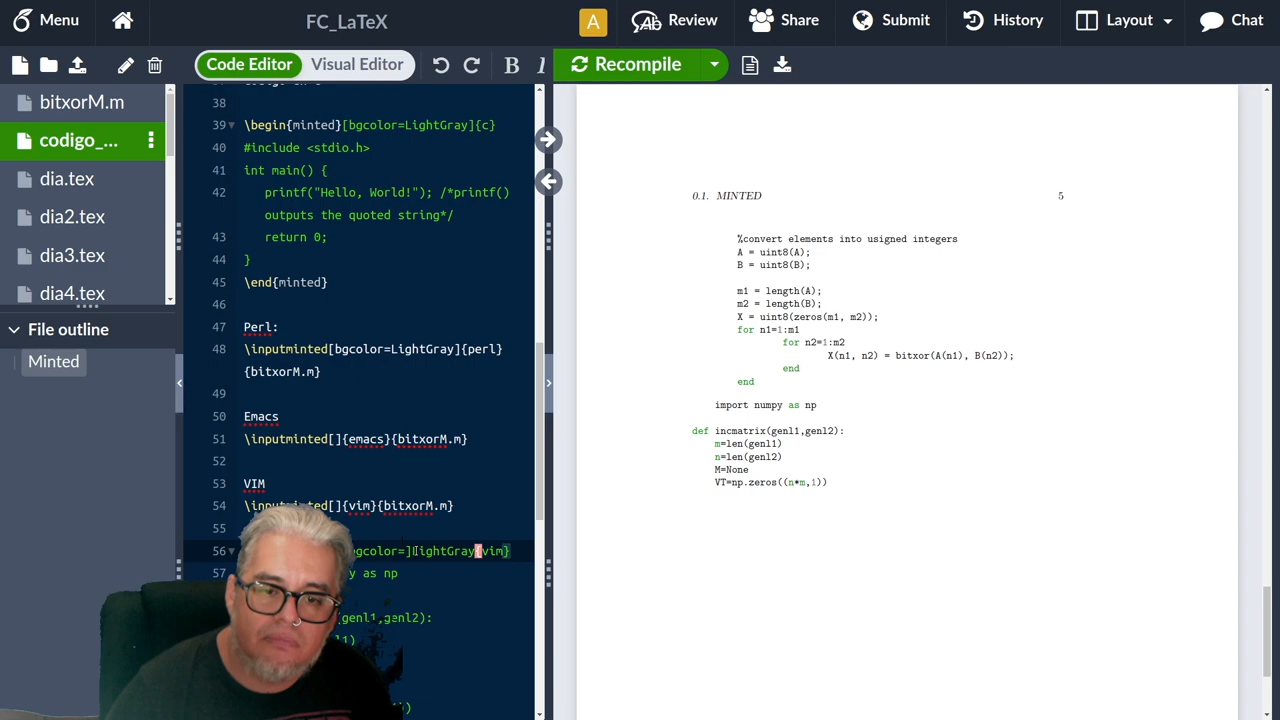 Menu
FC_LaTeX
A
Review
Share
Submit
History
Layout
Chat
Code Editor
Visual Editor
B
I
Recompile
bitxorM.m
codigo_...
dia.tex
dia2.tex
dia3.tex
dia4.tex
File outline
Minted
38
39 \begin{minted}[bgcolor=LightGray]{c}
40 #include <stdio.h>
41 int main() {
42 printf("Hello, World!"); /*printf()
outputs the quoted string*/
43 return 0;
44 }
45 \end{minted}
46
47 Perl:
48 \inputminted[bgcolor=LightGray]{perl}
{bitxorM.m}
49
50 Emacs
51 \inputminted[]{emacs}{bitxorM.m}
52
53 VIM
54 \inputminted[]{vim}{bitxorM.m}
55
56 gcolor=]LightGray{vim}
57 y as np
(genl1,genl2):
1)
0.1. MINTED 5
%convert elements into usigned integers
A = uint8(A);
B = uint8(B);
m1 = length(A);
m2 = length(B);
X = uint8(zeros(m1, m2));
for n1=1:m1
for n2=1:m2
X(n1, n2) = bitxor(A(n1), B(n2));
end
end
import numpy as np
def incmatrix(genl1,genl2):
m=len(genl1)
n=len(genl2)
M=None
VT=np.zeros((n*m,1))